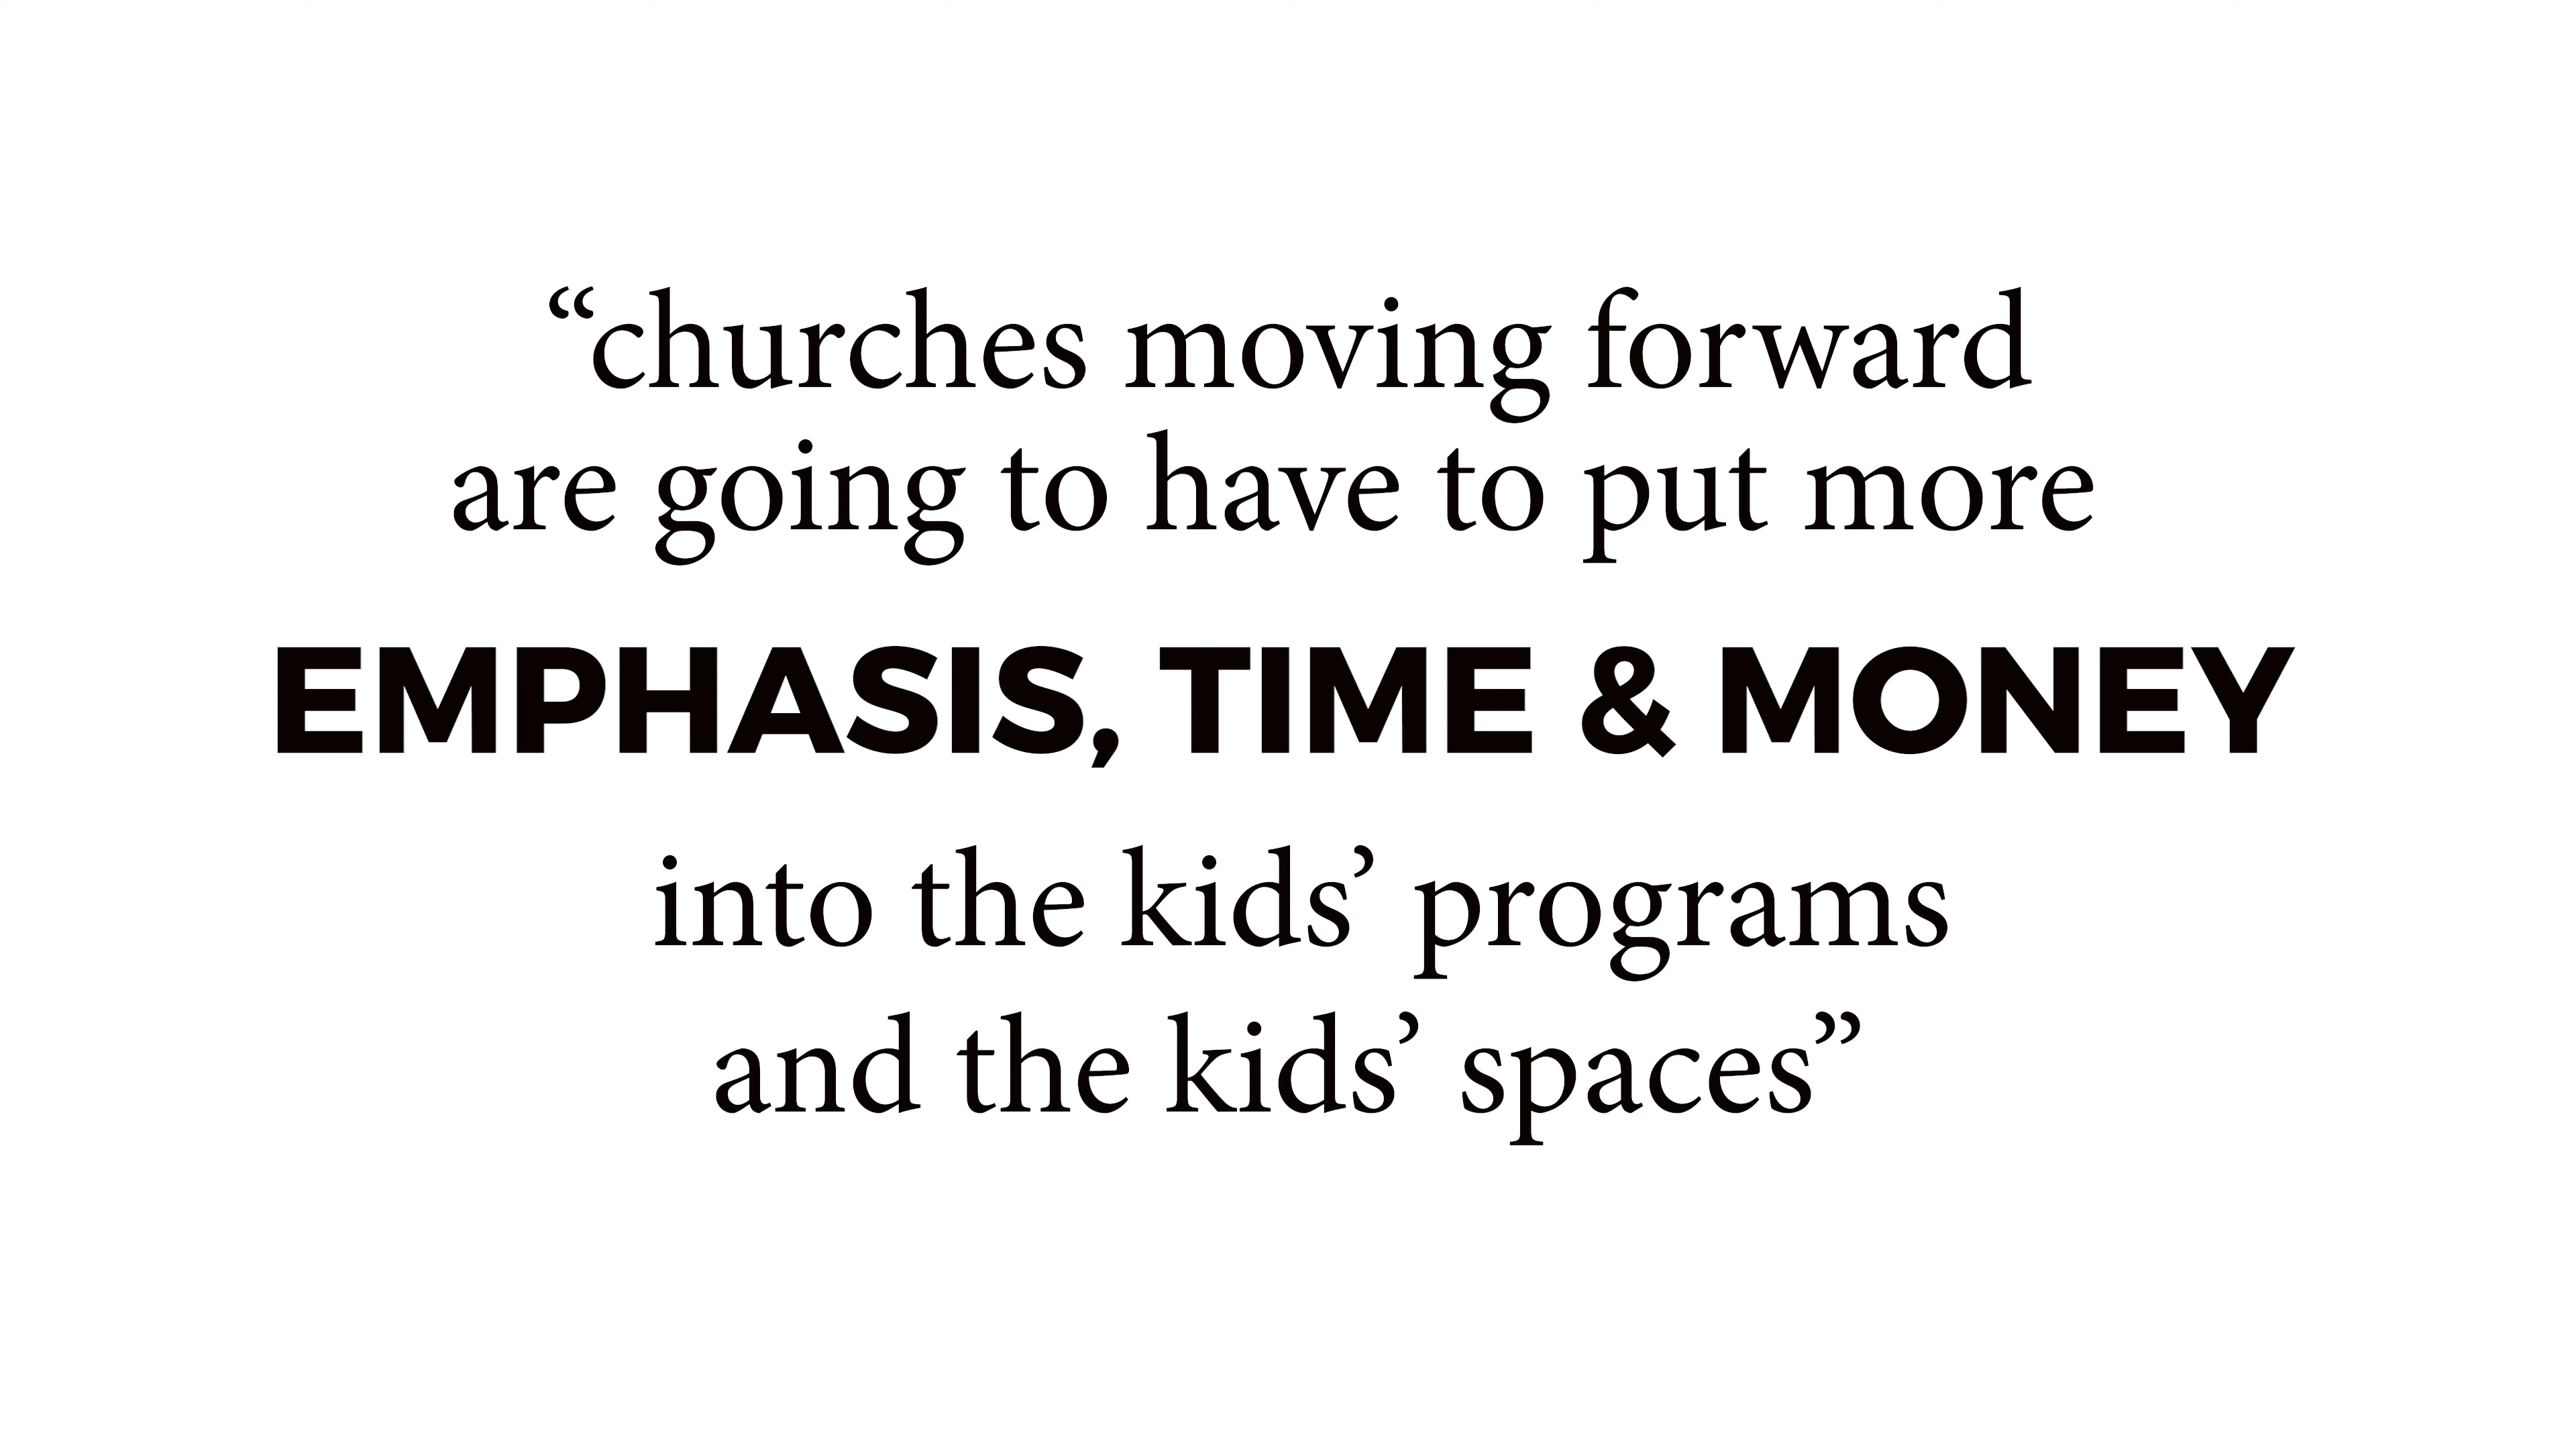 “churches moving forward
are going to have to put more
EMPHASIS, TIME & MONEY
into the kids’ programs
and the kids’ spaces”